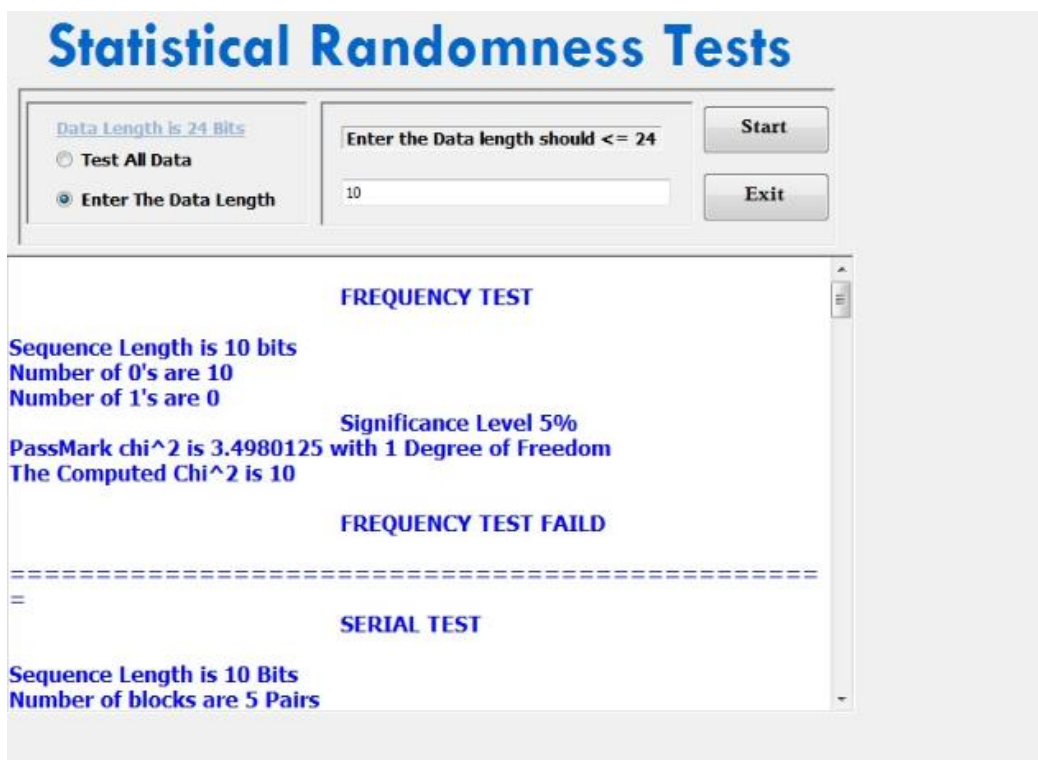 Statistical Randomness Tests
Data Length is 24 Bits
Test All Data
Enter The Data Length
Enter the Data length should <= 24
10
Start
Exit
FREQUENCY TEST
Sequence Length is 10 bits
Number of 0's are 10
Number of 1's are 0
Significance Level 5%
PassMark chi^2 is 3.4980125 with 1 Degree of Freedom
The Computed Chi^2 is 10
FREQUENCY TEST FAILD
===============================================
=
SERIAL TEST
Sequence Length is 10 Bits
Number of blocks are 5 Pairs